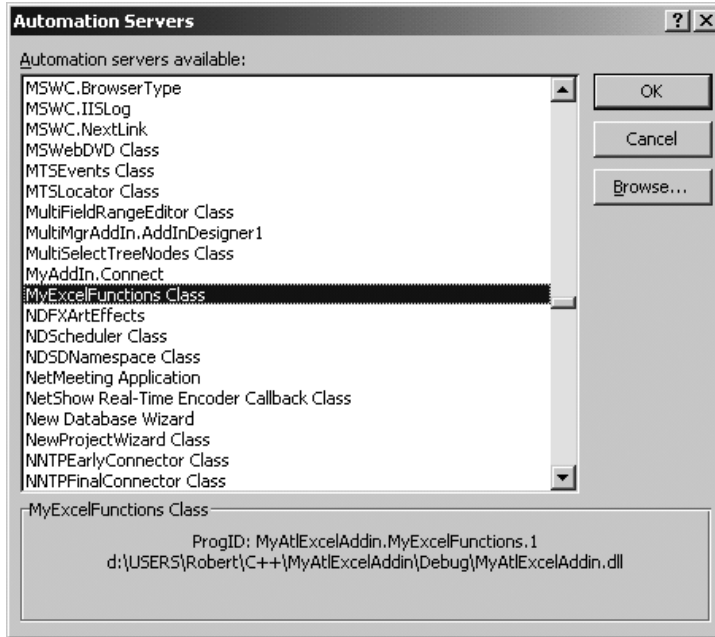 Automation Servers
Automation servers available:
MSWC.BrowserType
MSWC.IISLog
MSWC.NextLink
MSWebDVD Class
MTSEvents Class
MTSLocator Class
MultiFieldRangeEditor Class
MultiMgrAddIn.AddInDesigner1
MultiSelectTreeNodes Class
MyAddIn.Connect
MyExcelFunctions Class
NDFXArtEffects
NDScheduler Class
NDSDNamespace Class
NetMeeting Application
NetShow Real-Time Encoder Callback Class
New Database Wizard
NewProjectWizard Class
NNTPEarlyConnector Class
NNTPFinalConnector Class
OK
Cancel
Browse...
MyExcelFunctions Class
ProgID: MyAtlExcelAddin.MyExcelFunctions.1
d:\USERS\Robert\C++\MyAtlExcelAddin\Debug\MyAtlExcelAddin.dll